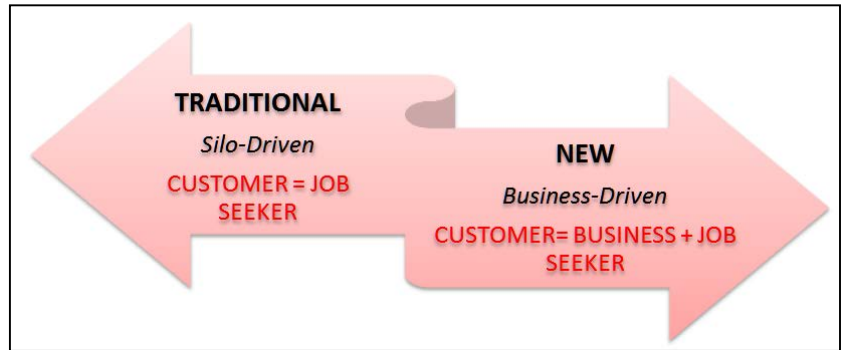 TRADITIONAL
Silo-Driven
CUSTOMER = JOB
SEEKER
NEW
Business-Driven
CUSTOMER= BUSINESS + JOB
SEEKER